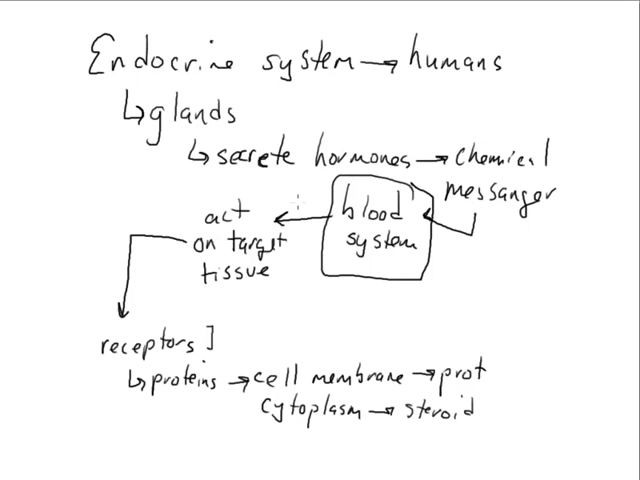 Endocrine system → humans
↳ glands
↳ secrete hormones → chemical
messanger
blood
system
act
on target
tissue
receptors ]
↳ proteins → cell membrane → prot
cytoplasm → steroid